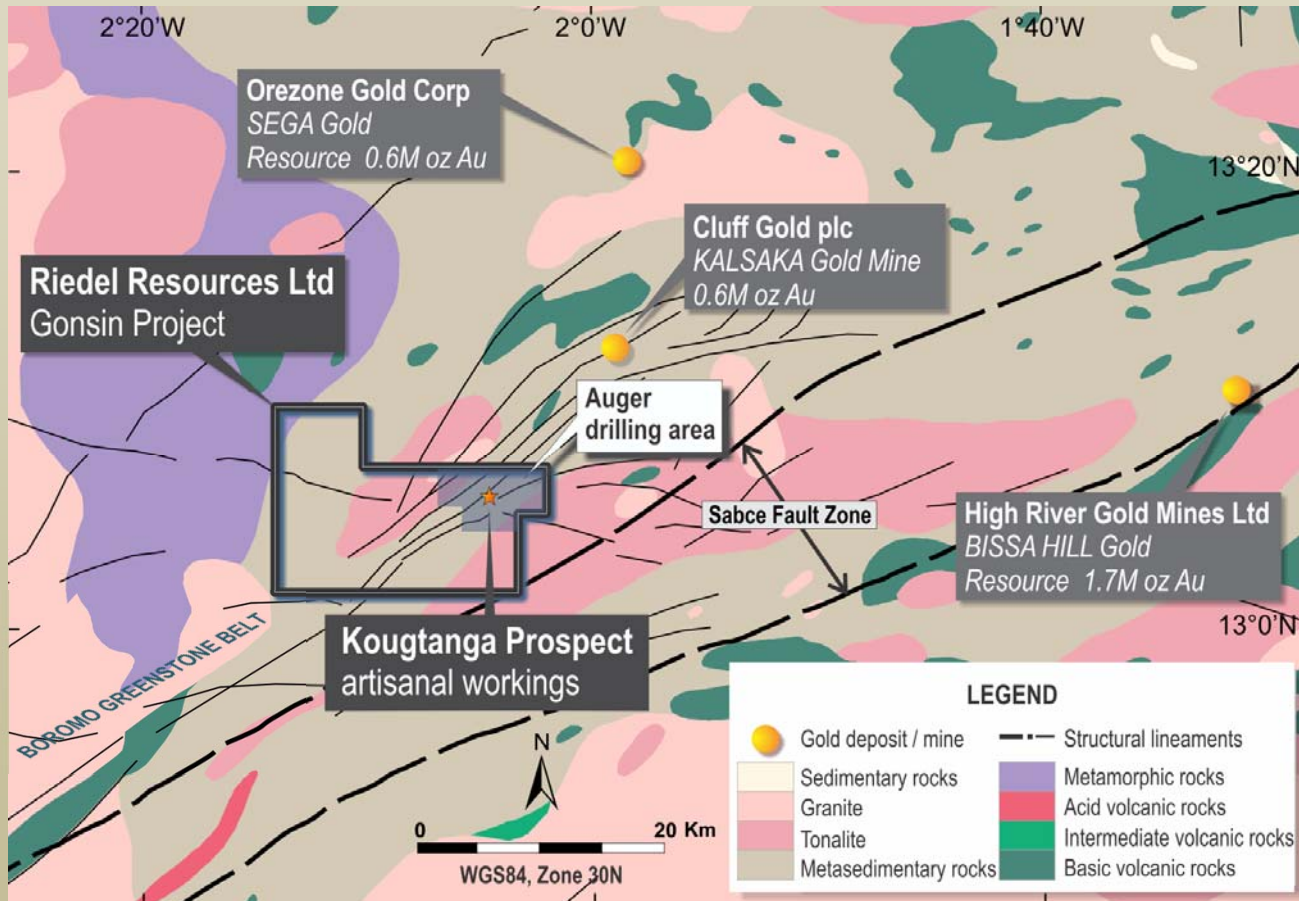 2°20’W
2°0’W
1°40’W
Orezone Gold Corp
SEGA Gold
Resource 0.6M oz Au
13°20’N
Cluff Gold plc
KALSAKA Gold Mine
0.6M oz Au
Riedel Resources Ltd
Gonsin Project
Auger
drilling area
Sabce Fault Zone
High River Gold Mines Ltd
BISSA HILL Gold
Resource 1.7M oz Au
Kougtanga Prospect
artisanal workings
13°0’N
BOROMO GREENSTONE BELT
N
0
20 Km
WGS84, Zone 30N
LEGEND
Gold deposit / mine
Structural lineaments
Sedimentary rocks
Metamorphic rocks
Granite
Acid volcanic rocks
Tonalite
Intermediate volcanic rocks
Metasedimentary rocks
Basic volcanic rocks